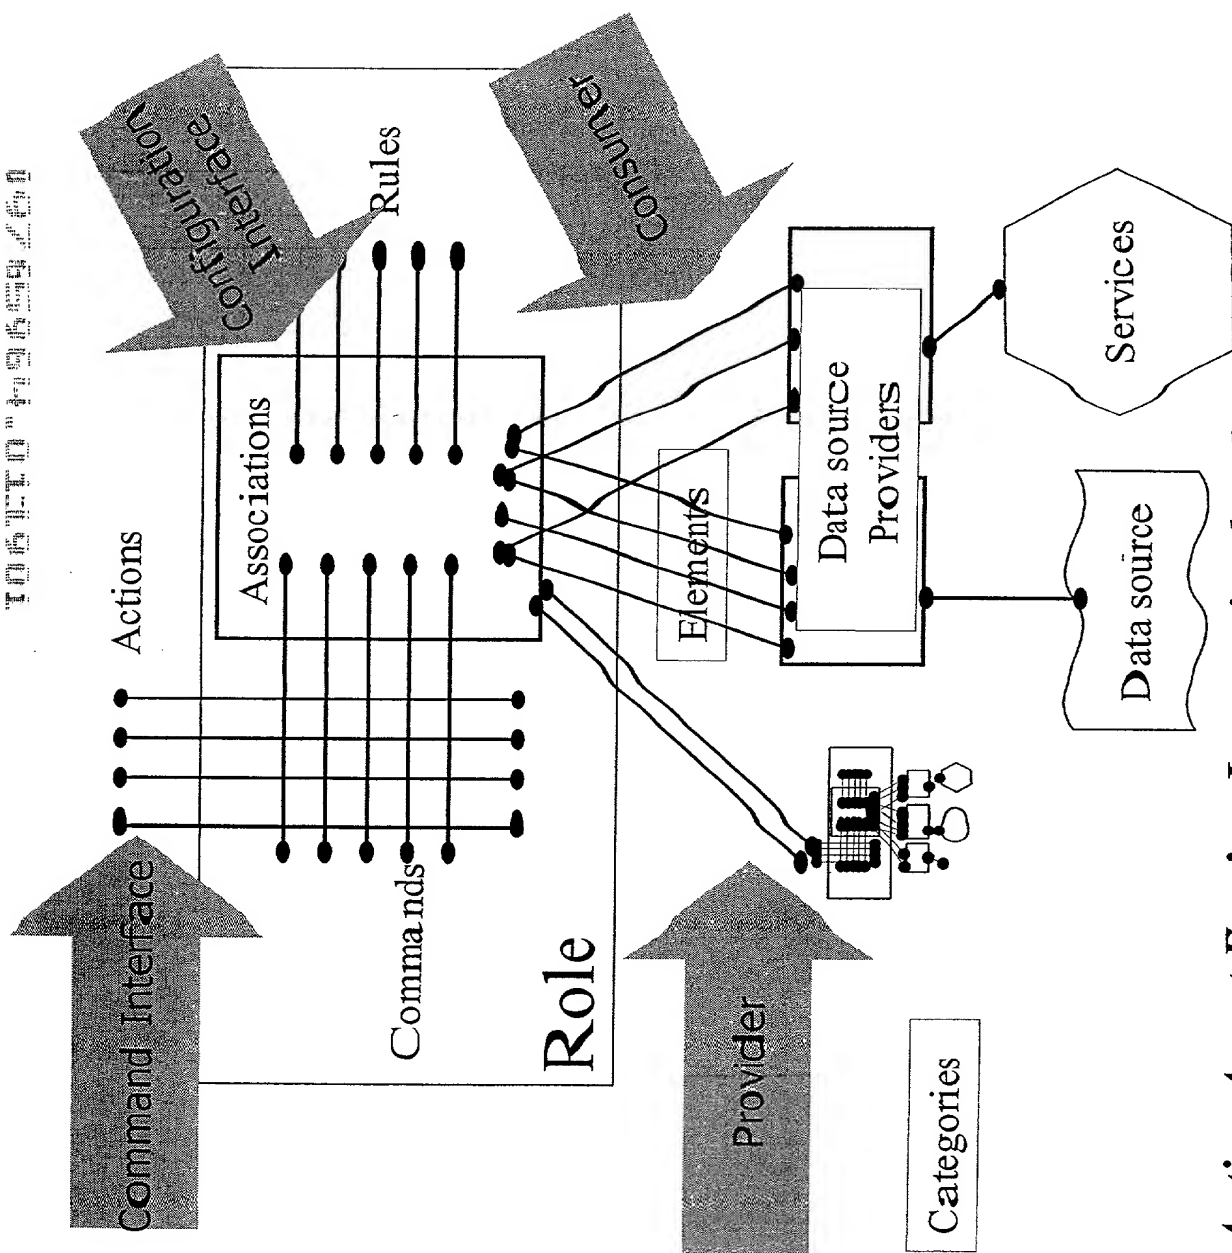 Command Interface
Actions
Configuration
Interface
Commands
Associations
Rules
Role
Consumer
Provider
Elements
Categories
Data source
Providers
Data source
Services